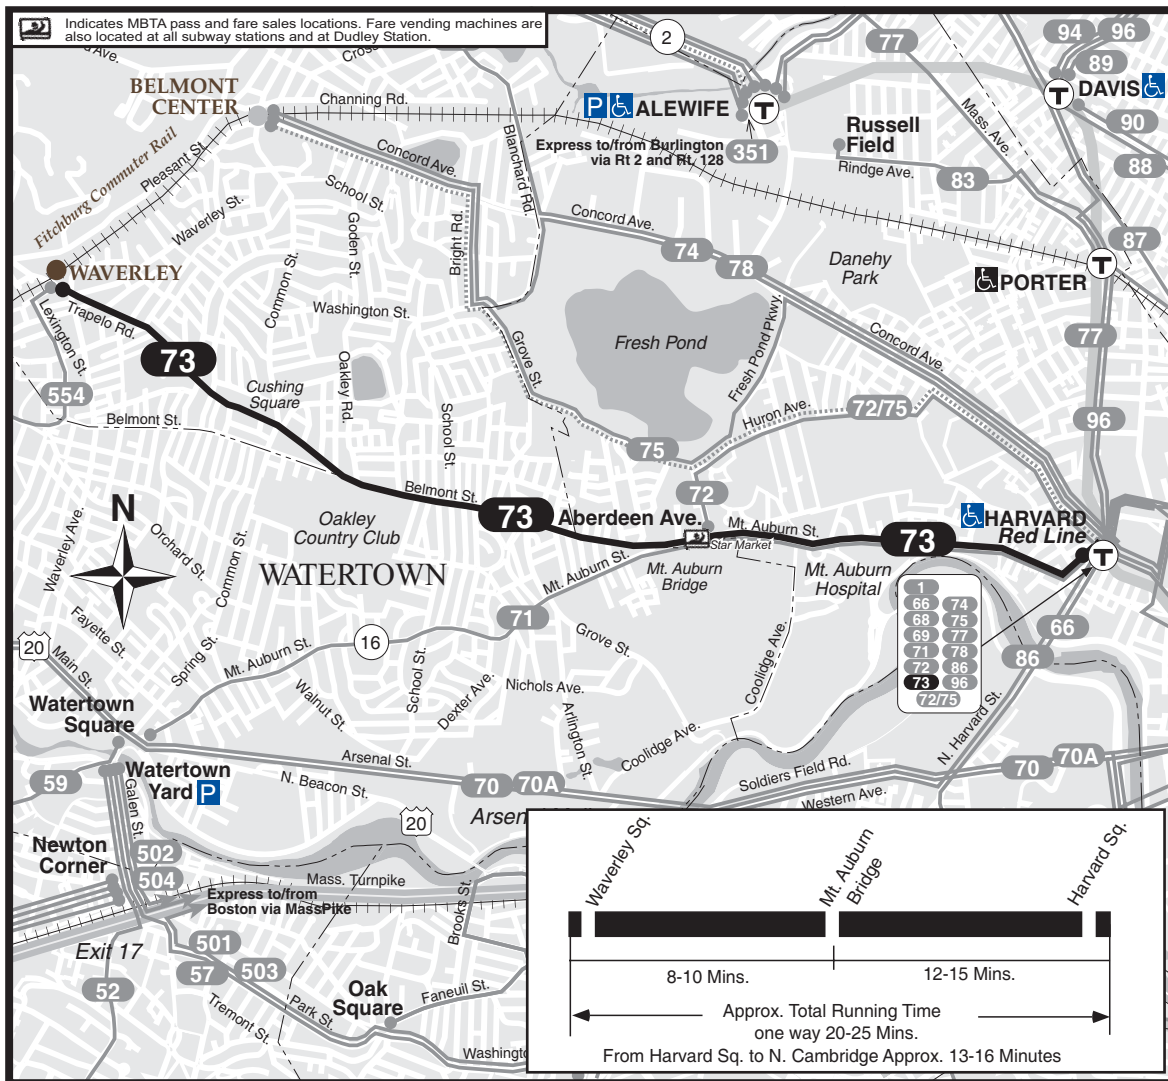 Indicates MBTA pass and fare sales locations. Fare vending machines are
also located at all subway stations and at Dudley Station.
2
77
94
96
89
DAVIS
90
88
87
BELMONT
CENTER
Channing Rd.
P
ALEWIFE
T
T
Express to/from Burlington
via Rt 2 and Rt. 128
351
Russell
Field
Rindge Ave.
83
Mass. Ave.
Fitchburg Commuter Rail
Pleasant St.
Concord Ave.
Blanchard Rd.
School St.
Waverley St.
Goden St.
Bright Rd.
Concord Ave.
74
78
Danehy
Park
T
PORTER
WAVERLEY
Common St.
Washington St.
Trapelo Rd.
Lexington St.
73
554
Cushing
Square
Oakley Rd.
Grove St.
Fresh Pond
Fresh Pond Pkwy.
Concord Ave.
77
96
Belmont St.
School St.
Huron Ave.
72/75
75
72
Belmont St.
73
Aberdeen Ave.
Mt. Auburn St.
Star Market
73
HARVARD
Red Line
T
N
Waverley Ave.
Orchard St.
Common St.
Oakley
Country Club
WATERTOWN
Mt. Auburn St.
Mt. Auburn
Bridge
Mt. Auburn
Hospital
1
66
74
68
75
69
77
71
78
72
86
73
96
72/75
66
86
71
16
20
Fayette St.
Main St.
Spring St.
Mt. Auburn St.
Walnut St.
School St.
Dexter Ave.
Grove St.
Nichols Ave.
Arlington St.
Coolidge Ave.
Coolidge Ave.
N. Harvard St.
Watertown
Square
Arsenal St.
N. Beacon St.
70
70A
Soldiers Field Rd.
Western Ave.
70
70A
59
Watertown
Yard
P
Galen St.
20
Arsen
Newton
Corner
502
504
Mass. Turnpike
Express to/from
Boston via MassPike
Brooks St.
Exit 17
501
57
503
52
Tremont St.
Park St.
Oak
Square
Faneuil St.
Washingt
Waverley Sq.
Mt. Auburn
Bridge
Harvard Sq.
8-10 Mins.
12-15 Mins.
Approx. Total Running Time
one way 20-25 Mins.
From Harvard Sq. to N. Cambridge Approx. 13-16 Minutes